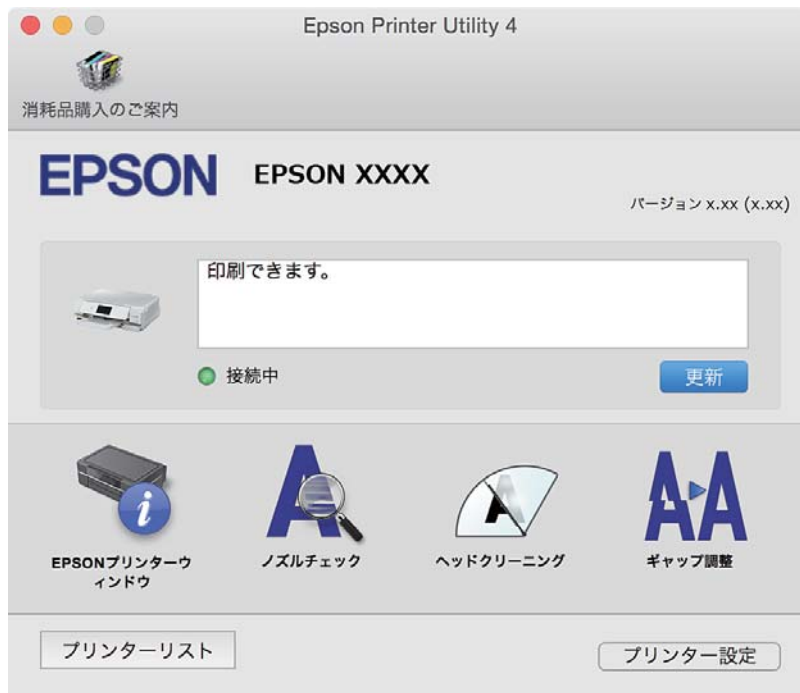 Epson Printer Utility 4
消耗品購入のご案内
EPSON EPSON XXXX
バージョン x.xx (x.xx)
印刷できます。
接続中 更新
EPSONプリンターウ
ィンドウ
ノズルチェック
ヘッドクリーニング
ギャップ調整
プリンターリスト プリンター設定